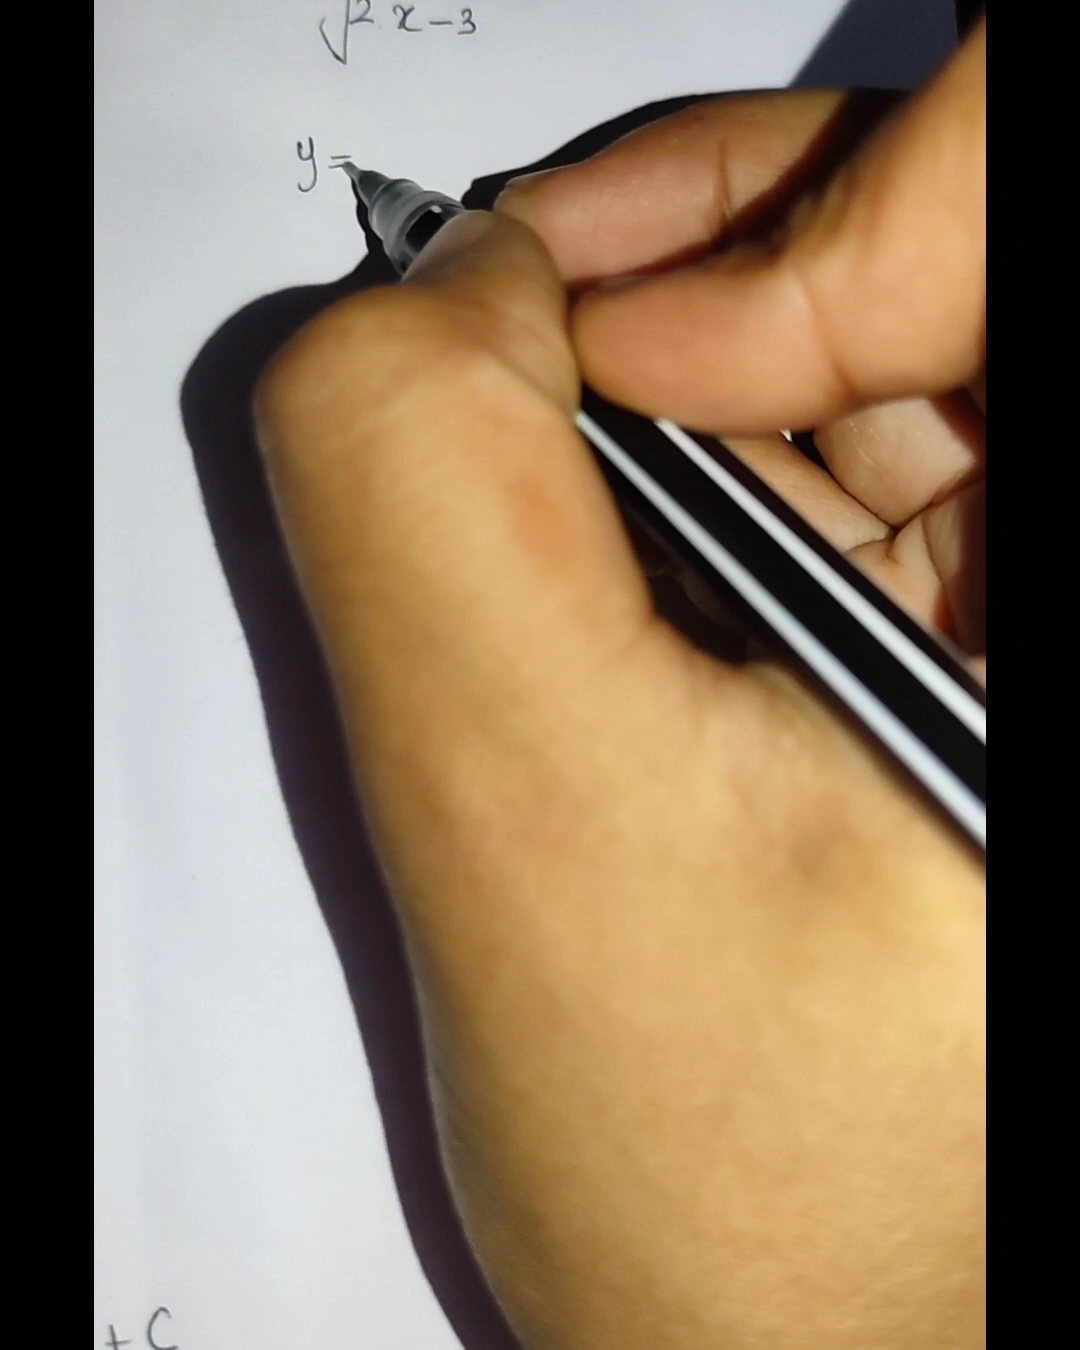 √2 x - 3
y =
+ C